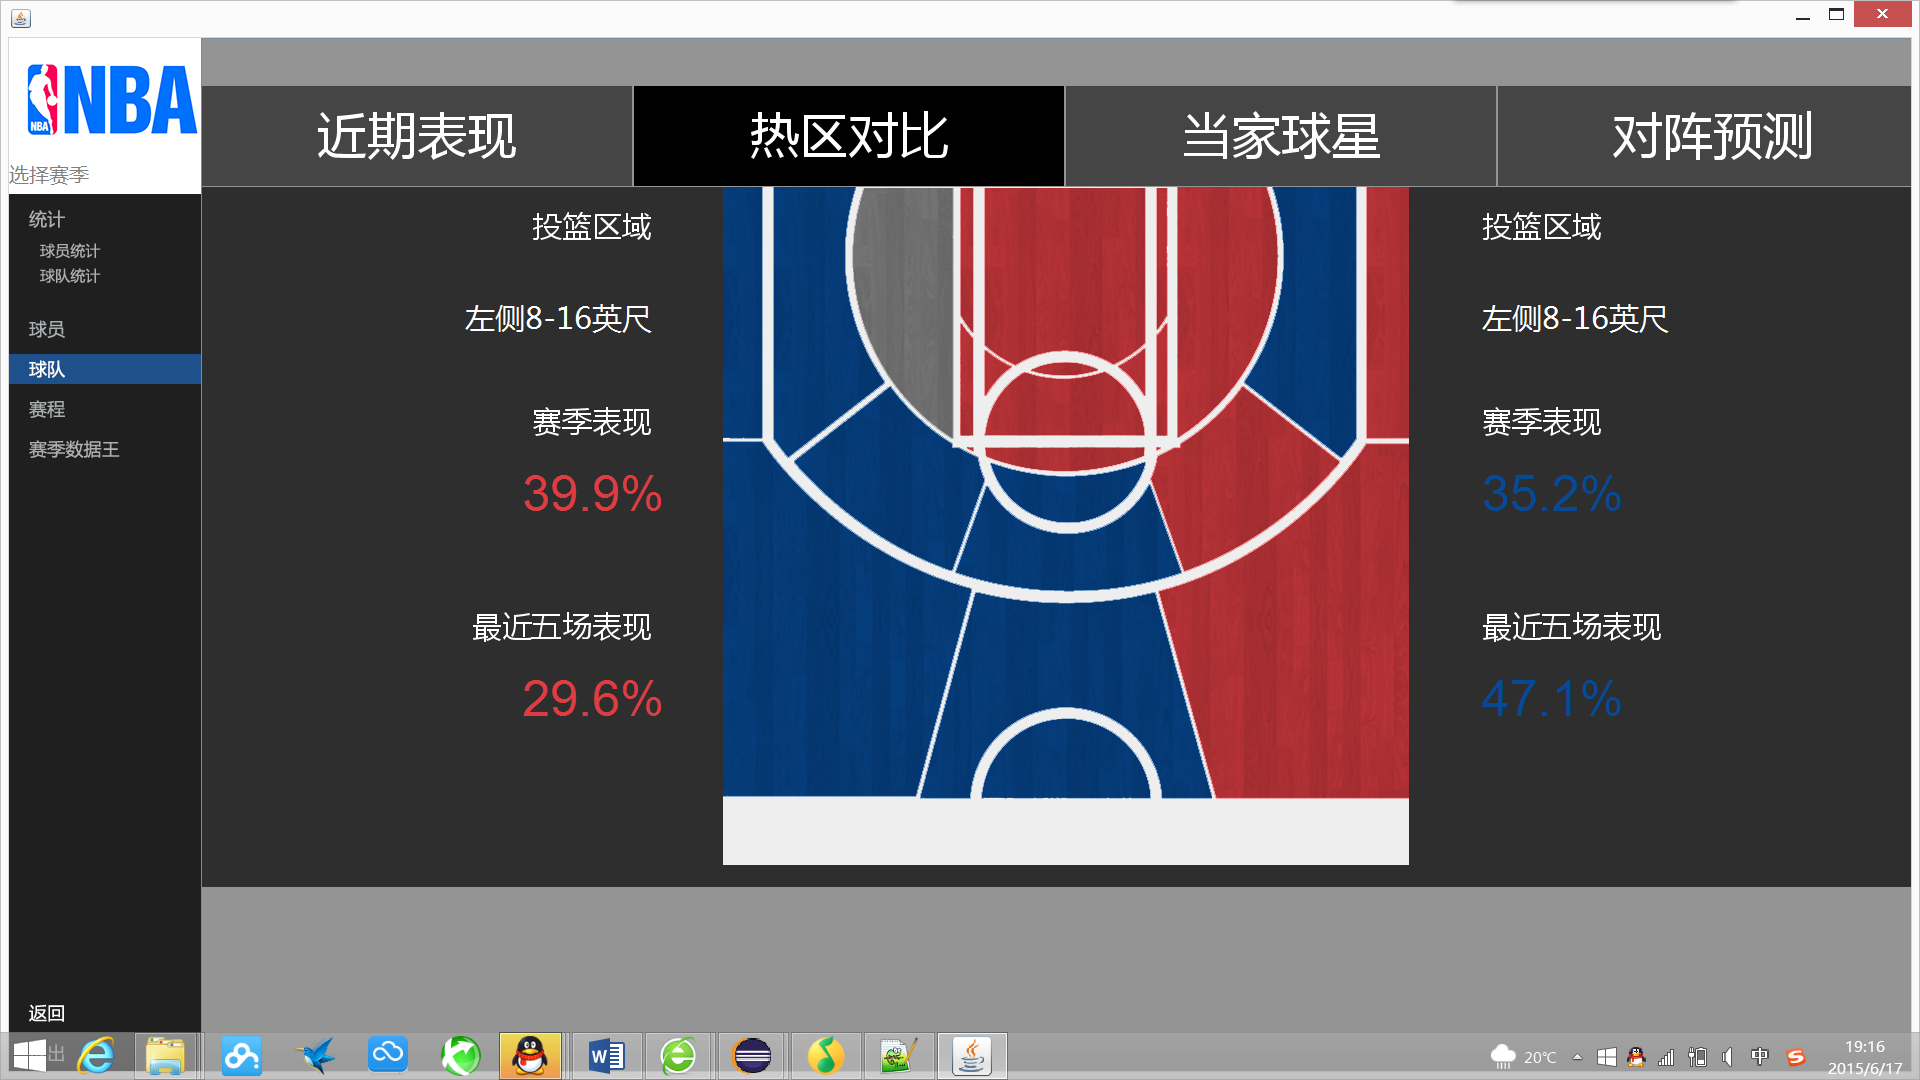 NBA
NBA
选择赛季
统计
球员统计
球队统计
球员
球队
赛程
赛季数据王
返回
近期表现
热区对比
当家球星
对阵预测
投篮区域
左侧8-16英尺
赛季表现
39.9%
最近五场表现
29.6%
投篮区域
左侧8-16英尺
赛季表现
35.2%
最近五场表现
47.1%
出
W
20°C
中
S
19:16
2015/6/17